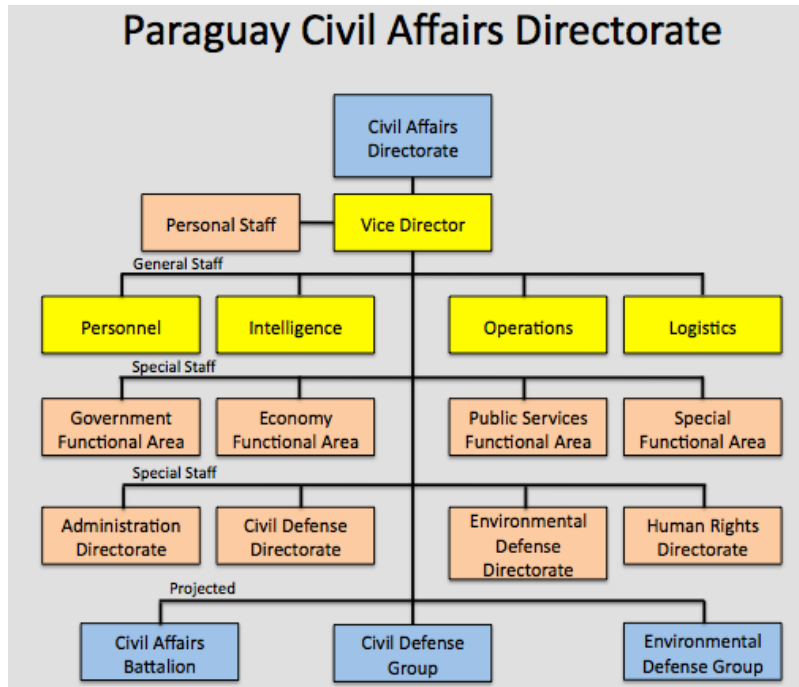 Paraguay Civil Affairs Directorate
Civil Affairs
Directorate
Personal Staff
Vice Director
General Staff
Personnel
Intelligence
Operations
Logistics
Special Staff
Government
Functional Area
Economy
Functional Area
Public Services
Functional Area
Special
Functional Area
Special Staff
Administration
Directorate
Civil Defense
Directorate
Environmental
Defense
Directorate
Human Rights
Directorate
Projected
Civil Affairs
Battalion
Civil Defense
Group
Environmental
Defense Group